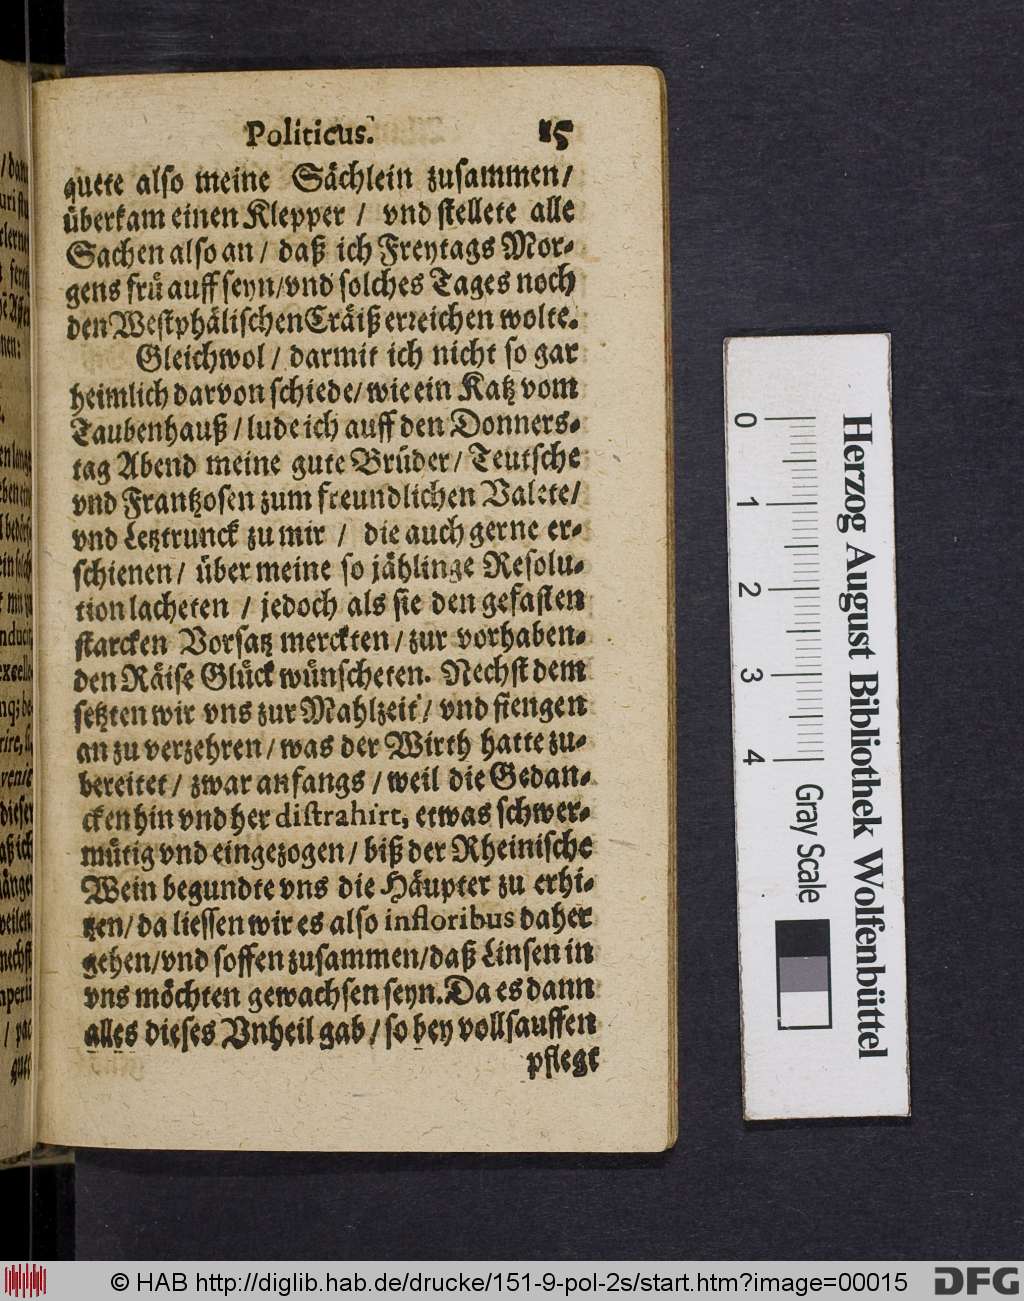 Politicus. 15
quete also meine Sächlein zusammen/
überkam einen Klepper / vnd stellete alle
Sachen also an / daß ich Freytags Mor-
gens frü auff seyn/vnd solches Tages noch
den Westphälischen Cräiß erreichen wolte.
Gleichwol / darmit ich nicht so gar
heimlich darvon schiede/ wie ein Katz vom
Taubenhauß / lude ich auff den Donners-
tag Abend meine gute Brüder/ Teutsche
vnd Frantzosen zum freundlichen Valete/
vnd Letztrunck zu mir / die auch gerne er-
schienen / über meine so jählinge Resolu-
tion lacheten / jedoch als sie den gefasten
starcken Vorsatz merckten / zur vorhaben-
den Räise Glück wünscheten. Nechst dem
setzten wir vns zur Mahlzeit / vnd fiengen
an zu verzehren / was der Wirth hatte zu-
bereitet / zwar anfangs / weil die Gedan-
cken hin vnd her distrahirt, etwas schwer-
mütig vnd eingezogen / biß der Rheinische
Wein begundte vns die Häupter zu erhi-
tzen/ da liessen wir es also infloribus daher
gehen/vnd soffen zusammen/daß Linsen in
vns möchten gewachsen seyn. Da es dann
alles dieses Vnheil gab / so bey vollsauffen
pflegt
0 1 2 3 4
Gray Scale
Herzog August Bibliothek Wolfenbüttel
© HAB http://diglib.hab.de/drucke/151-9-pol-2s/start.htm?image=00015
DFG